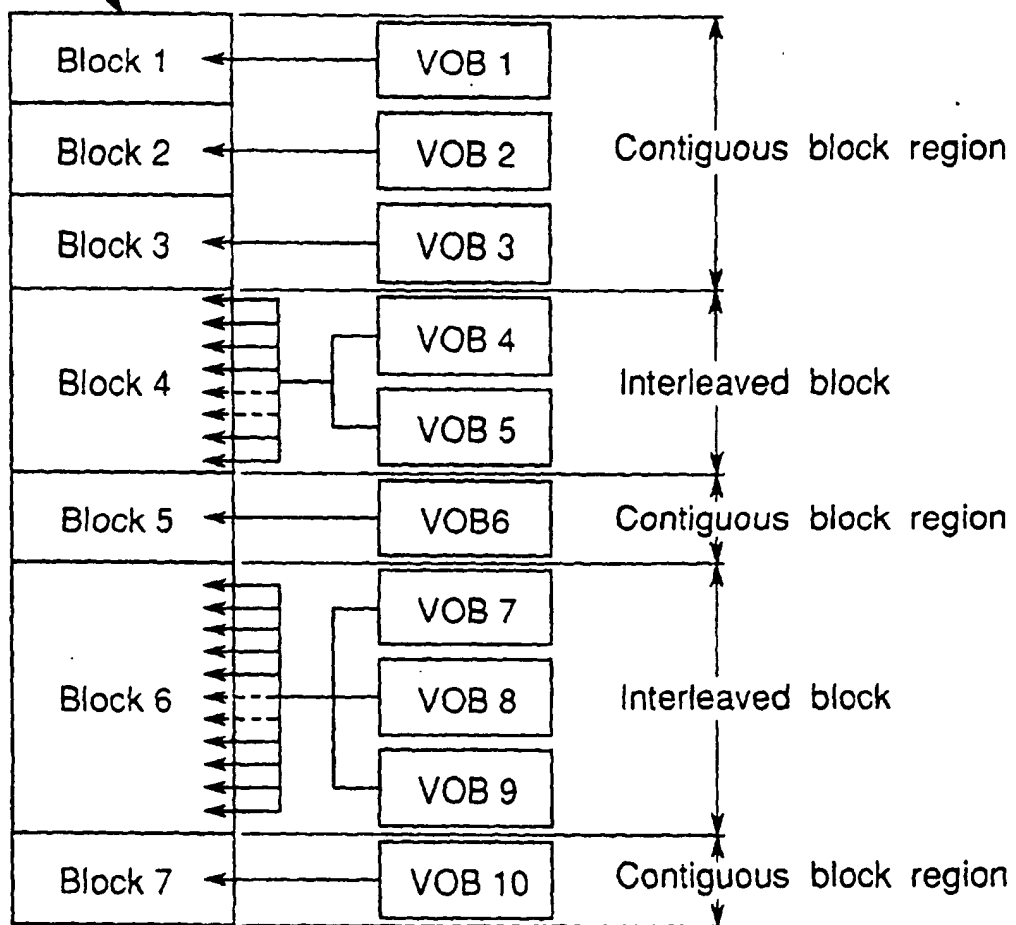 Block 1
VOB 1
Block 2
VOB 2
Contiguous block region
Block 3
VOB 3
VOB 4
Block 4
Interleaved block
VOB 5
Block 5
VOB6
Contiguous block region
VOB 7
Block 6
VOB 8
Interleaved block
VOB 9
Block 7
VOB 10
Contiguous block region